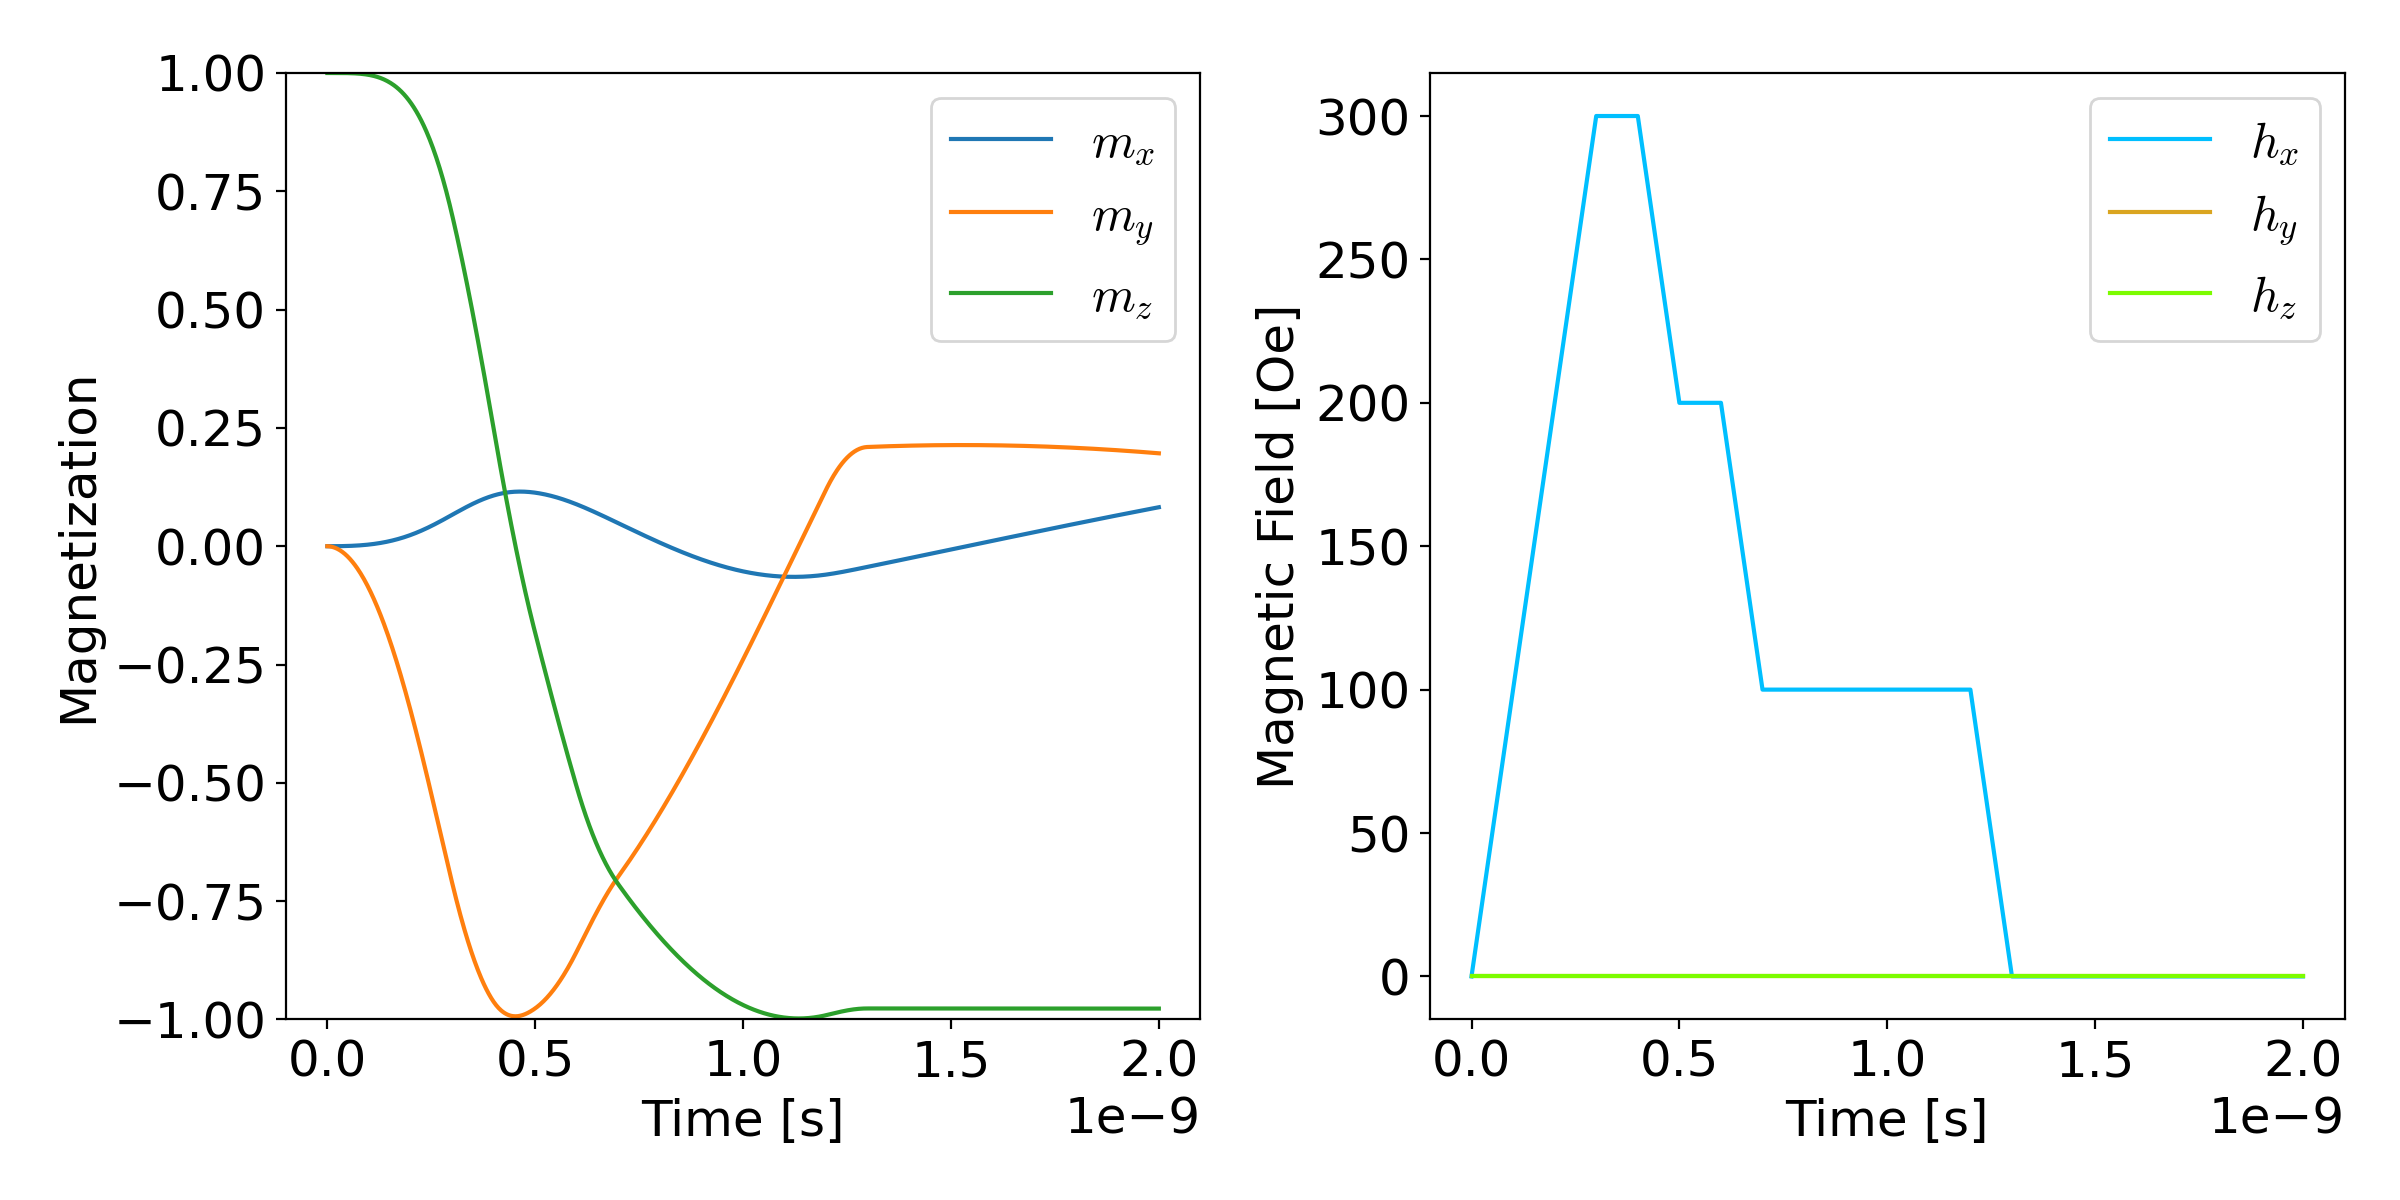 Magnetization
1.00
0.75
0.50
0.25
0.00
−0.25
−0.50
−0.75
−1.00
0.0 0.5 1.0 1.5 2.0
Time [s]
1e−9
m_x
m_y
m_z
Magnetic Field [Oe]
300
250
200
150
100
50
0
0.0 0.5 1.0 1.5 2.0
Time [s]
1e−9
h_x
h_y
h_z